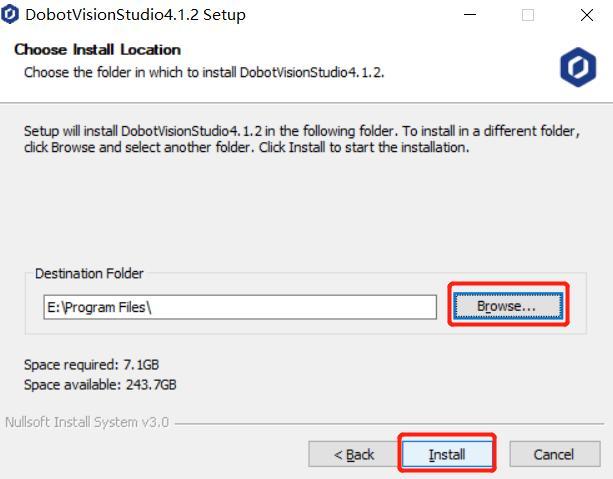 DobotVisionStudio4.1.2 Setup
Choose Install Location
Choose the folder in which to install DobotVisionStudio4.1.2.
Setup will install DobotVisionStudio4.1.2 in the following folder. To install in a different folder,
click Browse and select another folder. Click Install to start the installation.
Destination Folder
E:\Program Files\
Browse...
Space required: 7.1GB
Space available: 243.7GB
Nullsoft Install System v3.0
< Back
Install
Cancel